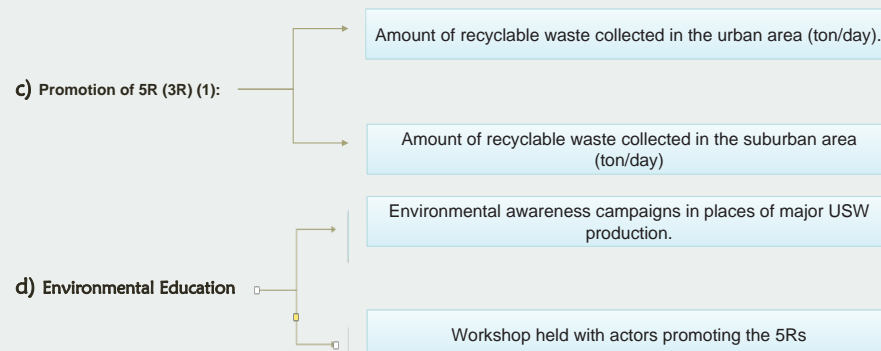 c) Promotion of 5R (3R) (1):
Amount of recyclable waste collected in the urban area (ton/day).
Amount of recyclable waste collected in the suburban area
(ton/day)
d) Environmental Education
Environmental awareness campaigns in places of major USW
production.
Workshop held with actors promoting the 5Rs